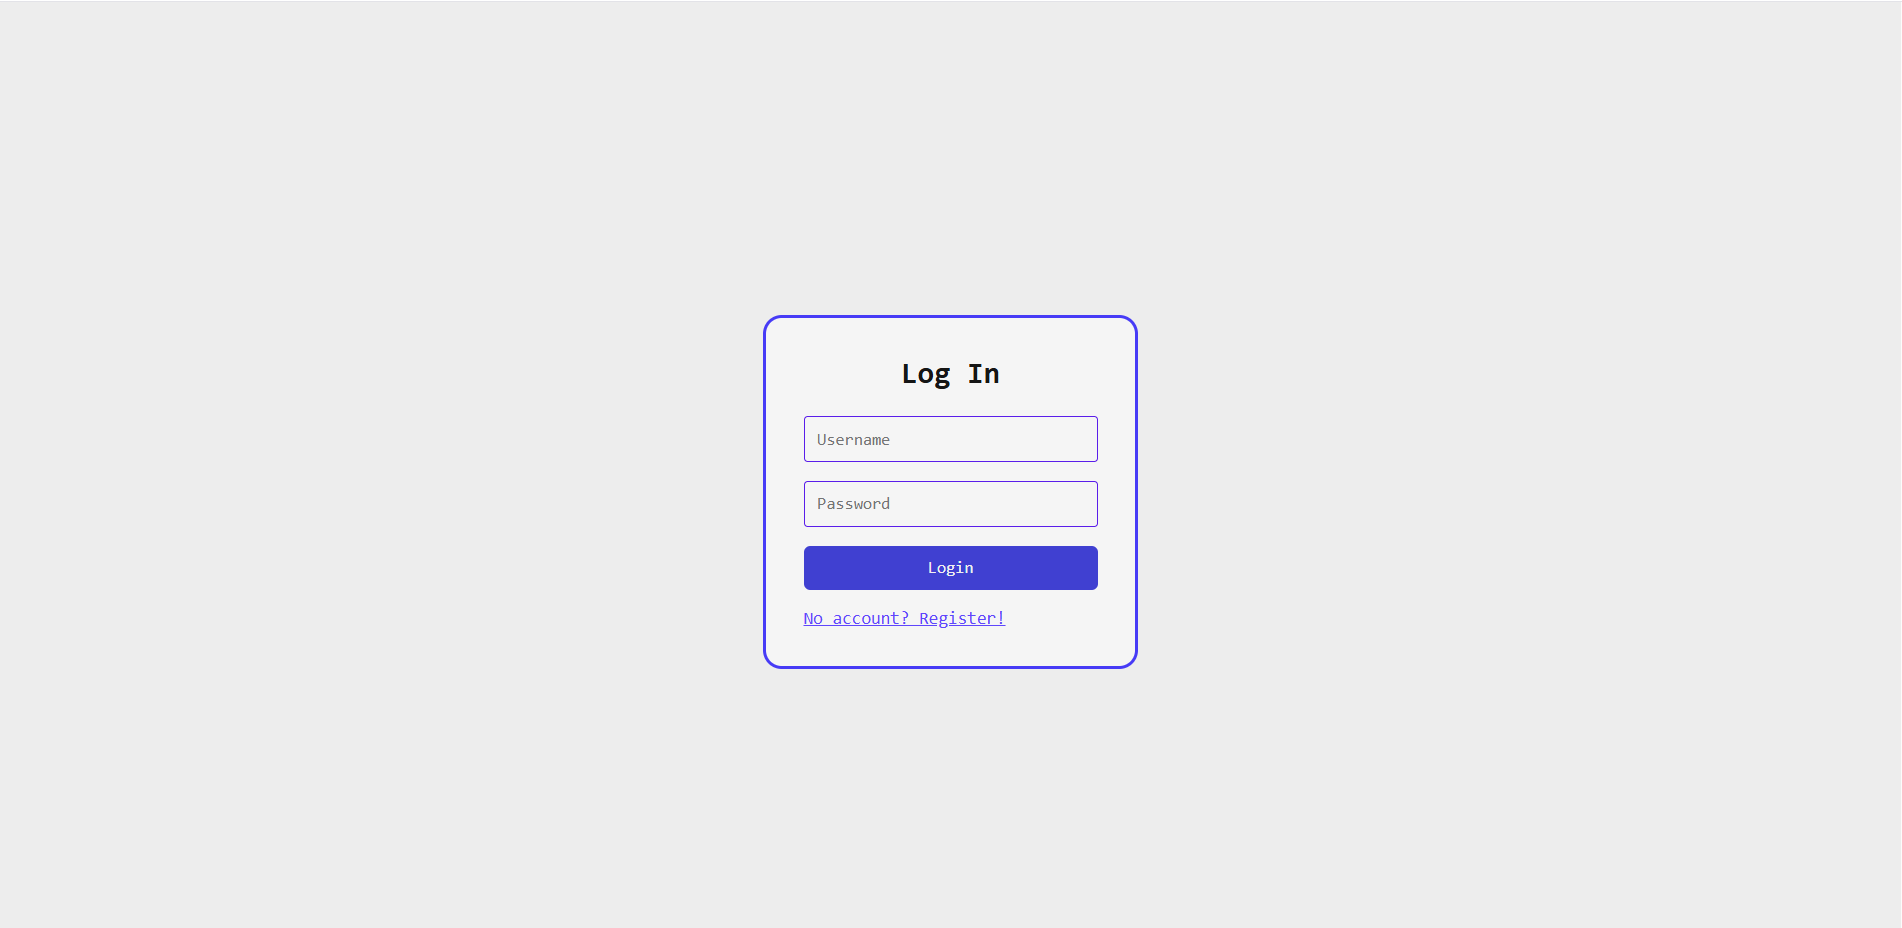 Log In
Username
Password
Login
No account? Register!